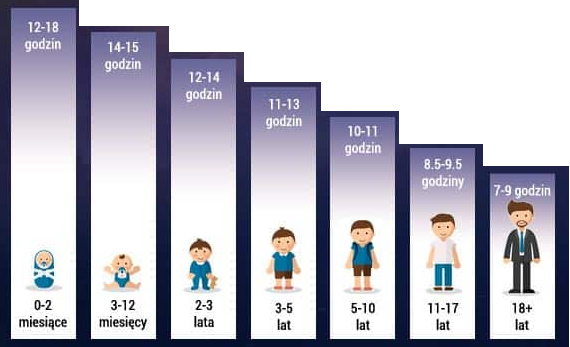 12-18
godzin
14-15
godzin
12-14
godzin
11-13
godzin
10-11
godzin
8.5-9.5
godziny
7-9 godzin
0-2
miesiące
3-12
miesięcy
2-3
lata
3-5
lat
5-10
lat
11-17
lat
18+
lat